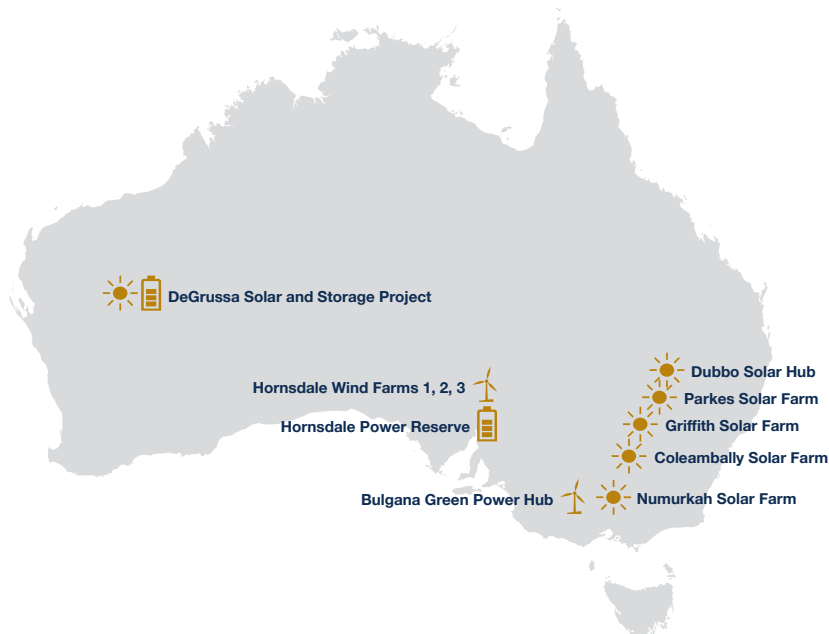 DeGrussa Solar and Storage Project
Dubbo Solar Hub
Hornsdale Wind Farms 1, 2, 3
Parkes Solar Farm
Hornsdale Power Reserve
Griffith Solar Farm
Coleambally Solar Farm
Bulgana Green Power Hub
Numurkah Solar Farm